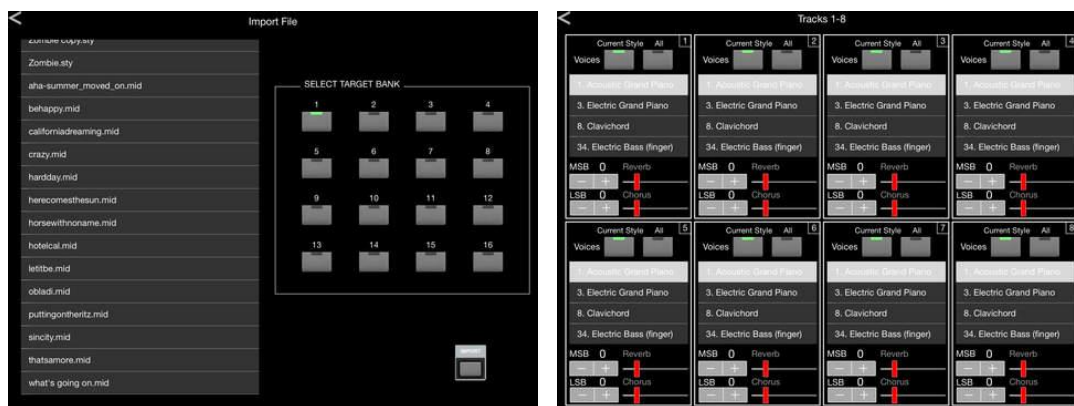 Import File
Zombie copy.sty
Zombie.sty
aha-summer_moved_on.mid
behappy.mid
californiadreaming.mid
crazy.mid
hardday.mid
herecomesthesun.mid
horsewithnoname.mid
hotelcal.mid
letitbe.mid
obladi.mid
puttingontheritz.mid
sincity.mid
thatsamore.mid
what's going on.mid
SELECT TARGET BANK
1 2 3 4
5 6 7 8
9 10 11 12
13 14 15 16
IMPORT
Tracks 1-8
Current Style All 1 Current Style All 2 Current Style All 3 Current Style All 4
Voices Voices Voices Voices
1. Acoustic Grand Piano 1. Acoustic Grand Piano 1. Acoustic Grand Piano 1. Acoustic Grand Piano
3. Electric Grand Piano 3. Electric Grand Piano 3. Electric Grand Piano 3. Electric Grand Piano
8. Clavichord 8. Clavichord 8. Clavichord 8. Clavichord
34. Electric Bass (finger) 34. Electric Bass (finger) 34. Electric Bass (finger) 34. Electric Bass (finger)
MSB 0 Reverb MSB 0 Reverb MSB 0 Reverb MSB 0 Reverb
LSB 0 Chorus LSB 0 Chorus LSB 0 Chorus LSB 0 Chorus
Current Style All 5 Current Style All 6 Current Style All 7 Current Style All 8
Voices Voices Voices Voices
1. Acoustic Grand Piano 1. Acoustic Grand Piano 1. Acoustic Grand Piano 1. Acoustic Grand Piano
3. Electric Grand Piano 3. Electric Grand Piano 3. Electric Grand Piano 3. Electric Grand Piano
8. Clavichord 8. Clavichord 8. Clavichord 8. Clavichord
34. Electric Bass (finger) 34. Electric Bass (finger) 34. Electric Bass (finger) 34. Electric Bass (finger)
MSB 0 Reverb MSB 0 Reverb MSB 0 Reverb MSB 0 Reverb
LSB 0 Chorus LSB 0 Chorus LSB 0 Chorus LSB 0 Chorus